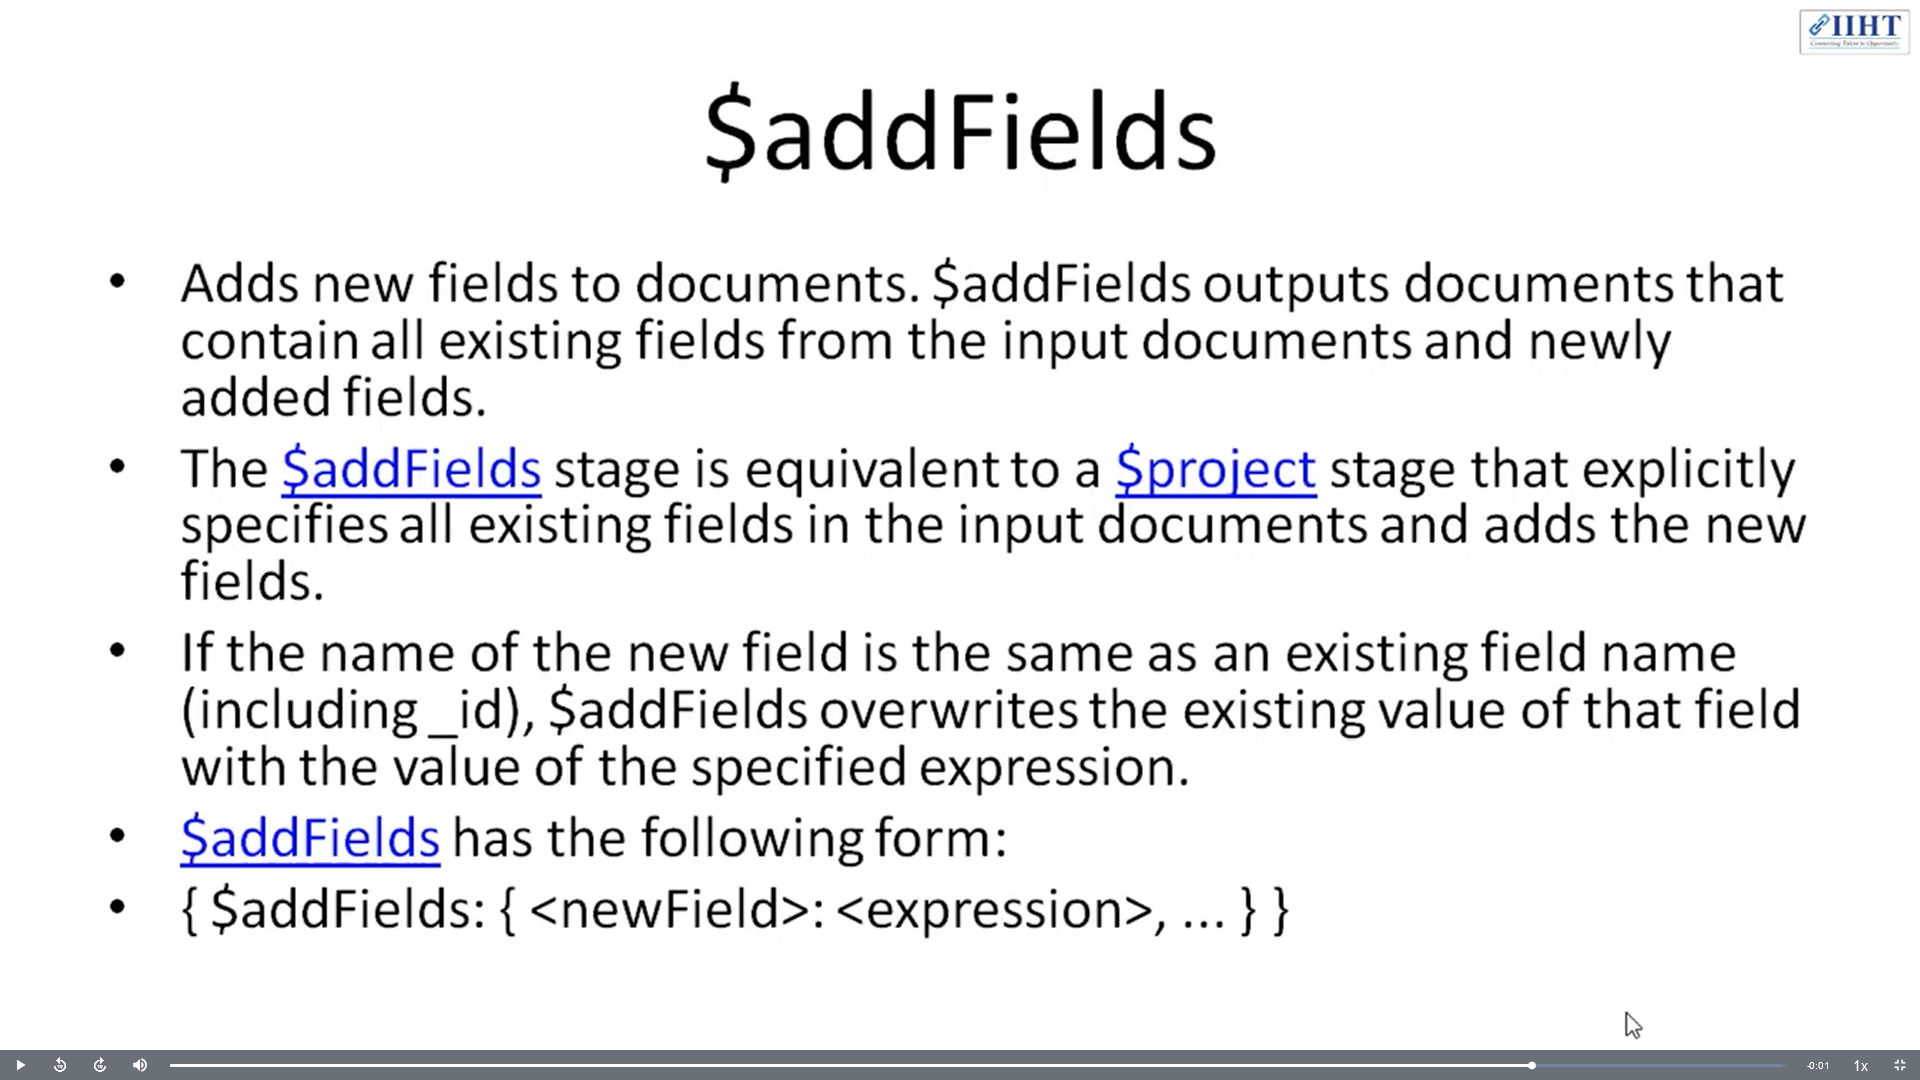 IIHT
Connecting Talent to Opportunity
$addFields
• Adds new fields to documents. $addFields outputs documents that
contain all existing fields from the input documents and newly
added fields.
• The $addFields stage is equivalent to a $project stage that explicitly
specifies all existing fields in the input documents and adds the new
fields.
• If the name of the new field is the same as an existing field name
(including _id), $addFields overwrites the existing value of that field
with the value of the specified expression.
• $addFields has the following form:
• { $addFields: { <newField>: <expression>, ... } }
-0:01
1x